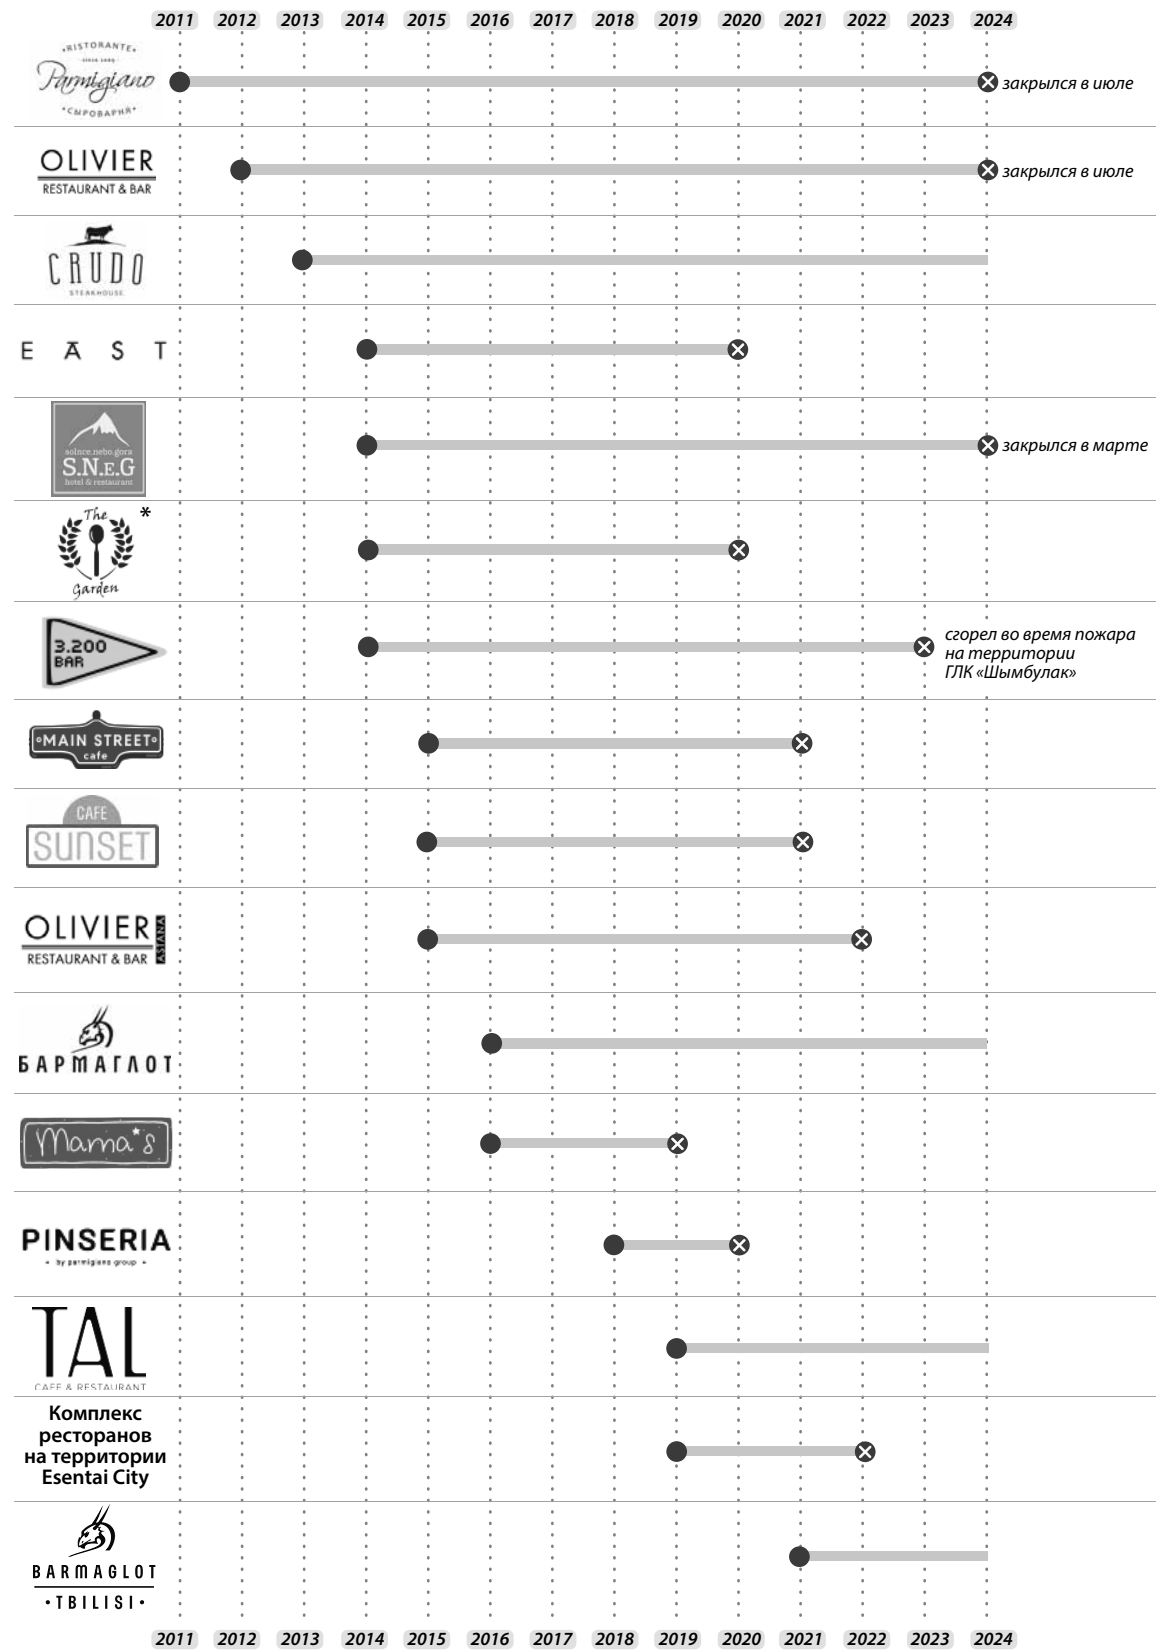 2011 2012 2013 2014 2015 2016 2017 2018 2019 2020 2021 2022 2023 2024
•RISTORANTE•
Parmigiano
•СЫРОВАРНЯ•
закрылся в июле
OLIVIER
RESTAURANT & BAR
закрылся в июле
CRUDO
STEAKHOUSE
EAST
solnce.nebo.gora
S.N.E.G
hotel & restaurant
закрылся в марте
The *
Garden
3.200
BAR
сгорел во время пожара
на территории
ГЛК «Шымбулак»
MAIN STREET
cafe
CAFE
SUNSET
OLIVIER
RESTAURANT & BAR
ASTANA
БАРМАГЛОТ
Mama's
PINSERIA
• by parmigiano group •
TAL
CAFE & RESTAURANT
Комплекс
ресторанов
на территории
Esentai City
BARMAGLOT
•TBILISI•
2011 2012 2013 2014 2015 2016 2017 2018 2019 2020 2021 2022 2023 2024